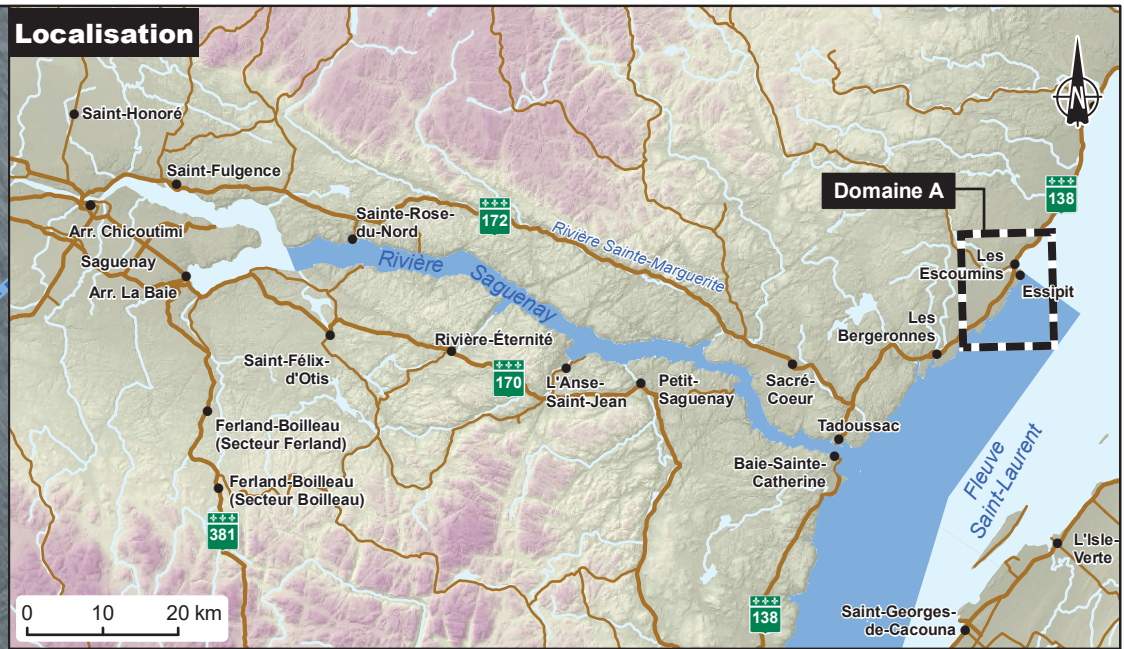 Localisation
N
Saint-Honoré
Saint-Fulgence
Domaine A
138
Sainte-Rose-
du-Nord
172
Arr. Chicoutimi
Rivière Sainte-Marguerite
Les
Escoumins
Saguenay
Rivière Saguenay
Arr. La Baie
Essipit
Les
Bergeronnes
Rivière-Éternité
Saint-Félix-
d'Otis
170
L'Anse-
Saint-Jean
Petit-
Saguenay
Sacré-
Coeur
Ferland-Boilleau
(Secteur Ferland)
Tadoussac
Baie-Sainte-
Catherine
Fleuve
Saint-Laurent
Ferland-Boilleau
(Secteur Boilleau)
381
L'Isle-
Verte
138
Saint-Georges-
de-Cacouna
0 10 20 km